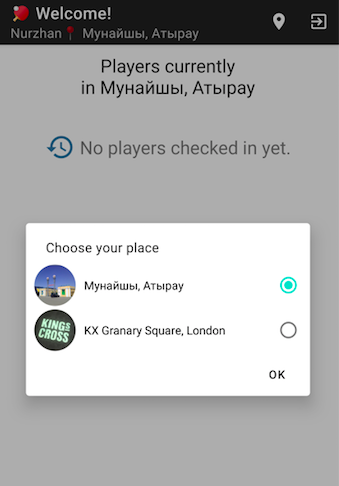 Welcome!
Nurzhan Мунайшы, Атырау
Players currently
in Мунайшы, Атырау
No players checked in yet.
Choose your place
Мунайшы, Атырау
KING'S
CROSS
KX Granary Square, London
OK